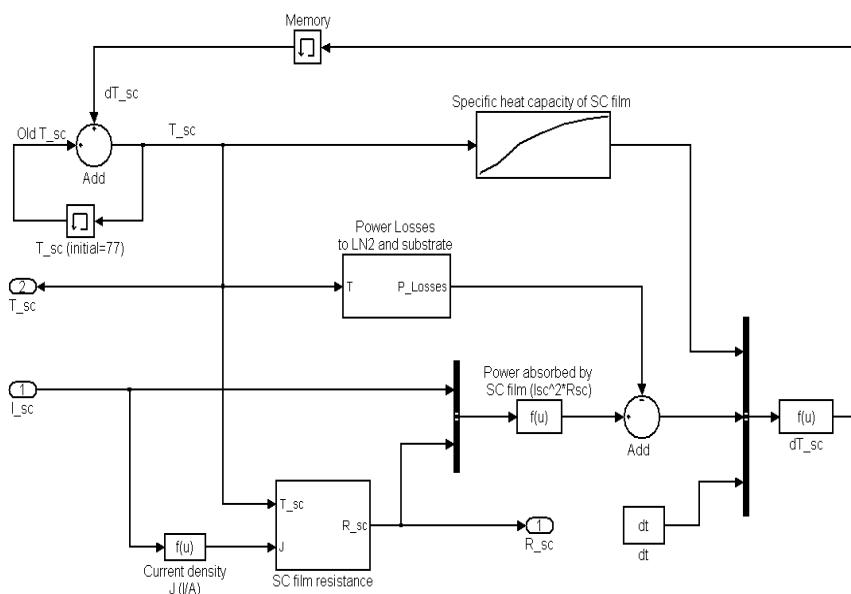 Memory
dT_sc
Old T_sc
T_sc
Add
T_sc (initial=77)
Specific heat capacity of SC film
Power Losses
to LN2 and substrate
T
P_Losses
2
T_sc
1
I_sc
Power absorbed by
SC film (Isc^2*Rsc)
f(u)
Add
f(u)
dT_sc
T_sc
R_sc
J
SC film resistance
f(u)
Current density
J (I/A)
1
R_sc
dt
dt